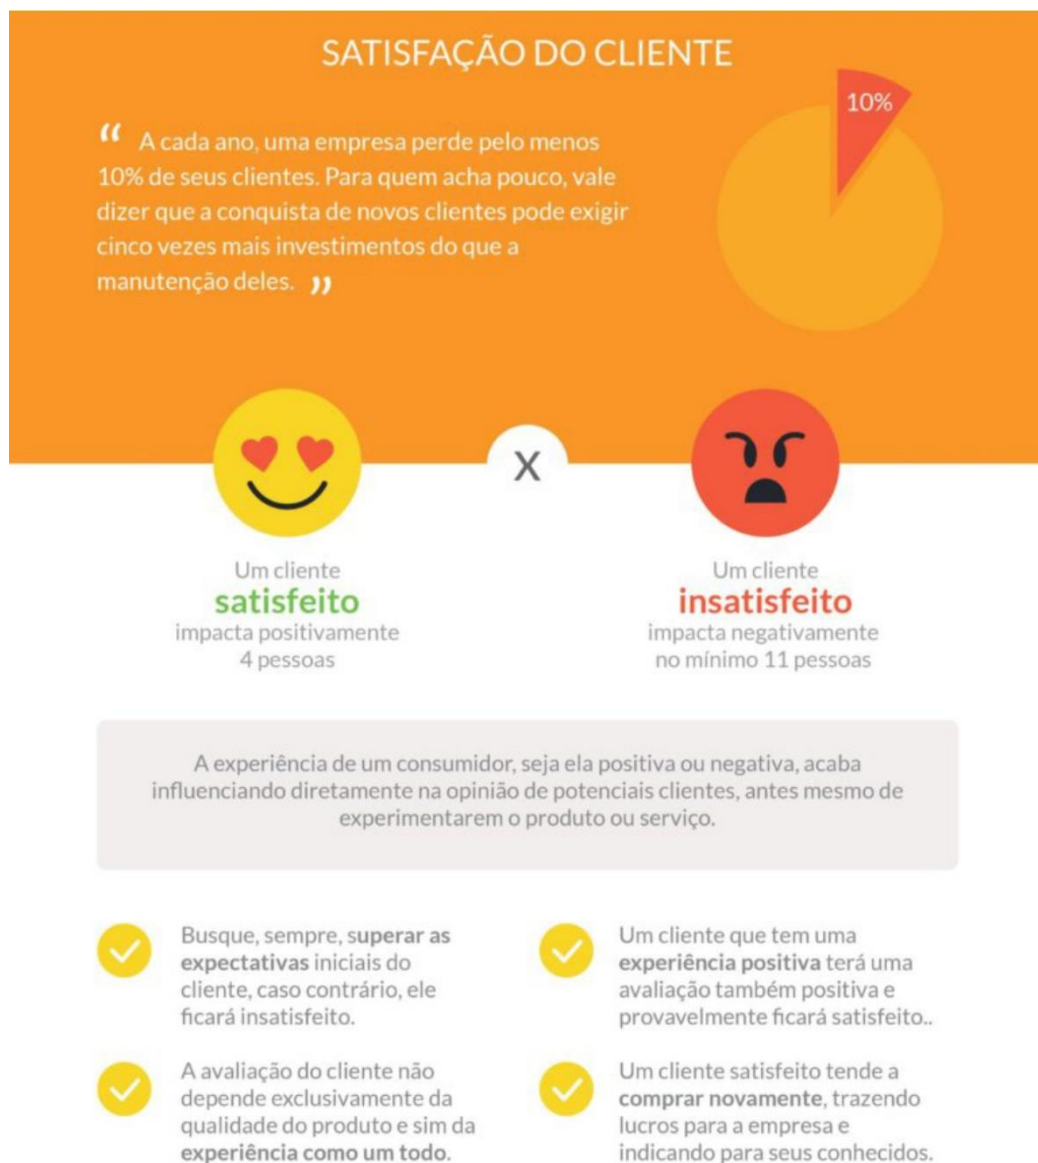 SATISFAÇÃO DO CLIENTE
10%
“ A cada ano, uma empresa perde pelo menos
10% de seus clientes. Para quem acha pouco, vale
dizer que a conquista de novos clientes pode exigir
cinco vezes mais investimentos do que a
manutenção deles. ”
X
Um cliente
satisfeito
impacta positivamente
4 pessoas
Um cliente
insatisfeito
impacta negativamente
no mínimo 11 pessoas
A experiência de um consumidor, seja ela positiva ou negativa, acaba
influenciando diretamente na opinião de potenciais clientes, antes mesmo de
experimentarem o produto ou serviço.
Busque, sempre, superar as
expectativas iniciais do
cliente, caso contrário, ele
ficará insatisfeito.
Um cliente que tem uma
experiência positiva terá uma
avaliação também positiva e
provavelmente ficará satisfeito..
A avaliação do cliente não
depende exclusivamente da
qualidade do produto e sim da
experiência como um todo.
Um cliente satisfeito tende a
comprar novamente, trazendo
lucros para a empresa e
indicando para seus conhecidos.